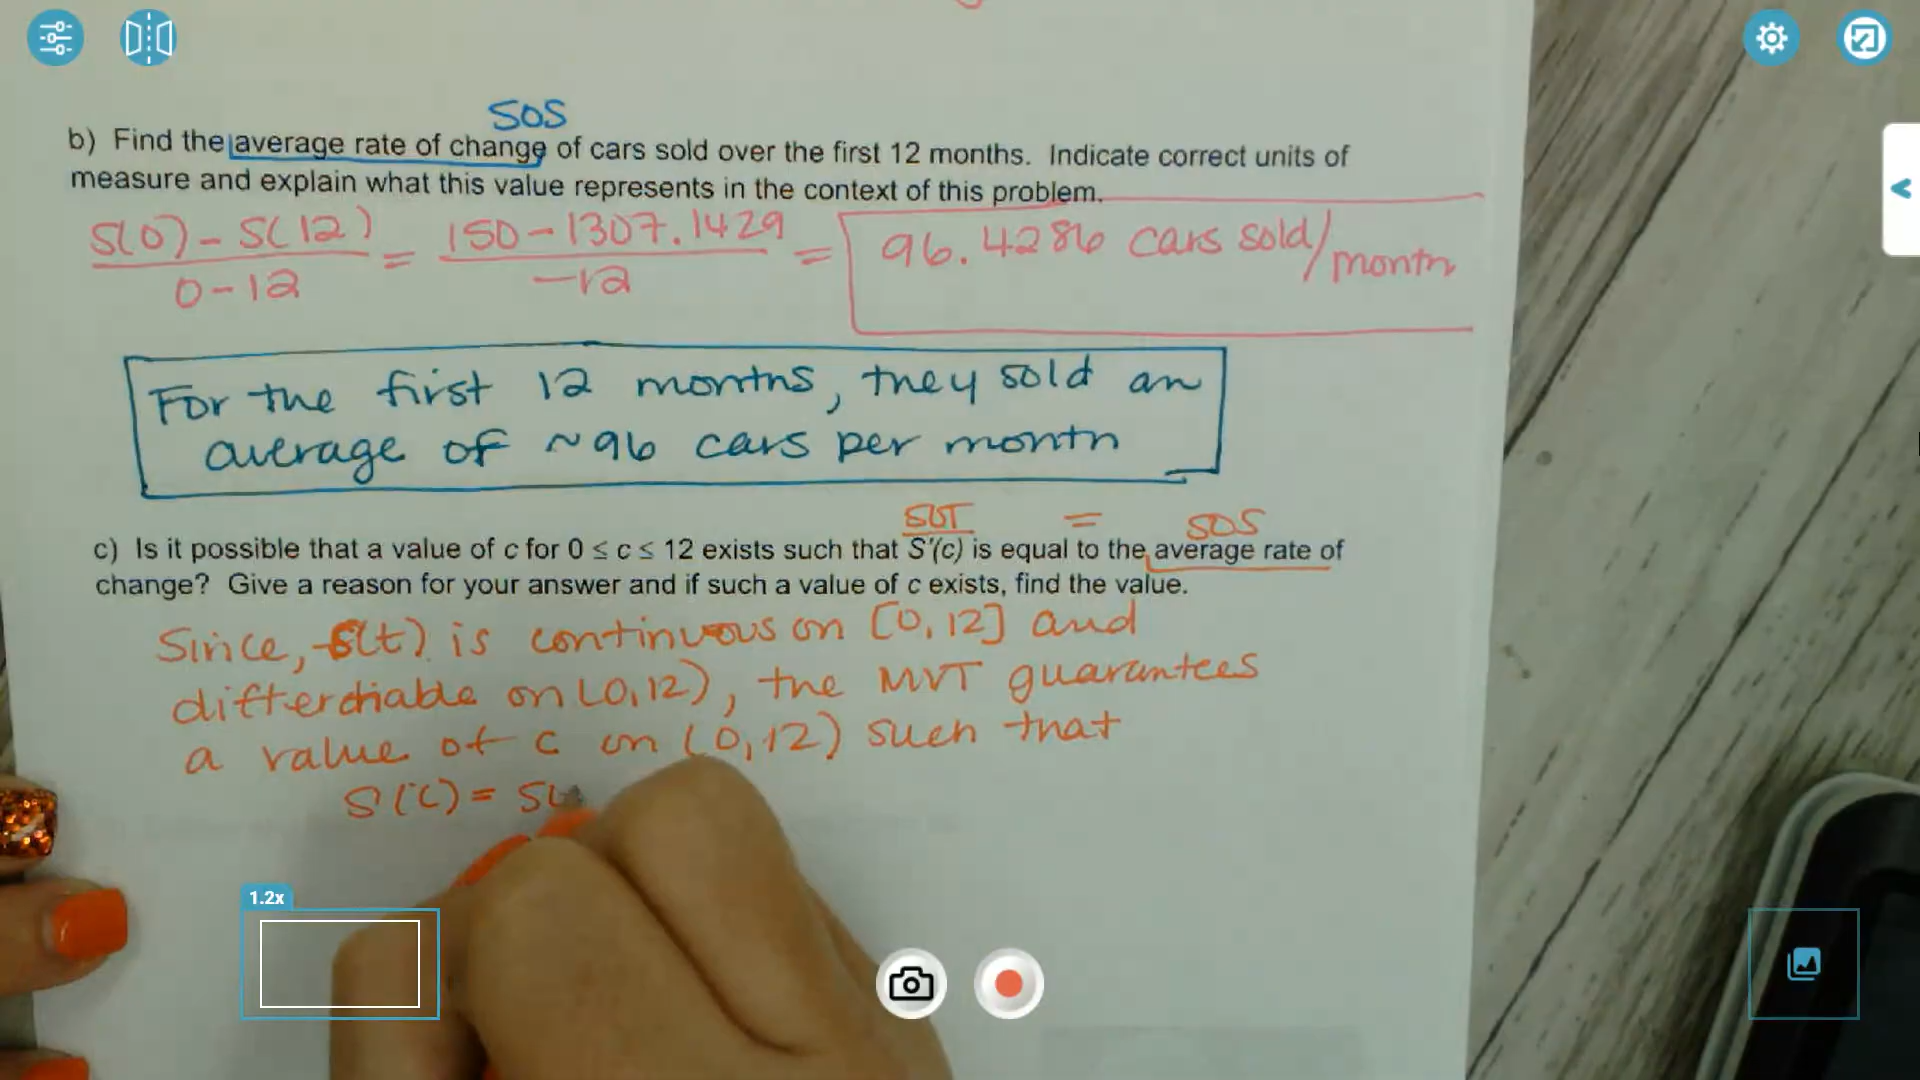 SOS
b) Find the average rate of change of cars sold over the first 12 months. Indicate correct units of
measure and explain what this value represents in the context of this problem.
S(0) - S(12) / 0 - 12 = 150 - 1307.1429 / -12 = 96.4286 cars sold/month
For the first 12 months, they sold an
average of ~96 cars per month
SOT = SOS
c) Is it possible that a value of c for 0 ≤ c ≤ 12 exists such that S'(c) is equal to the average rate of
change? Give a reason for your answer and if such a value of c exists, find the value.
Since, S(t) is continuous on [0,12] and
differentiable on (0,12), the MVT guarantees
a value of c on (0,12) such that
S'(c) = S(
1.2x